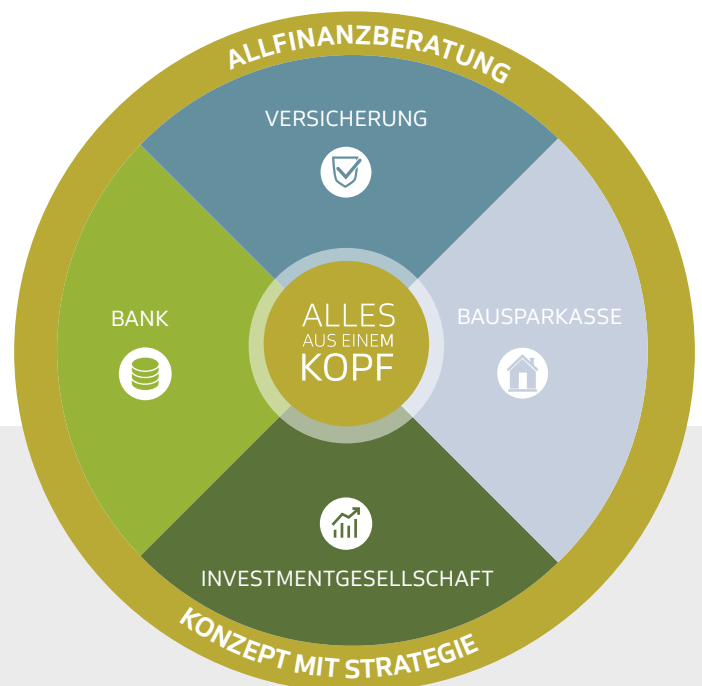 ALLFINANZBERATUNG
VERSICHERUNG
BANK
ALLES
AUS EINEM
KOPF
BAUSPARKASSE
INVESTMENTGESELLSCHAFT
KONZEPT MIT STRATEGIE